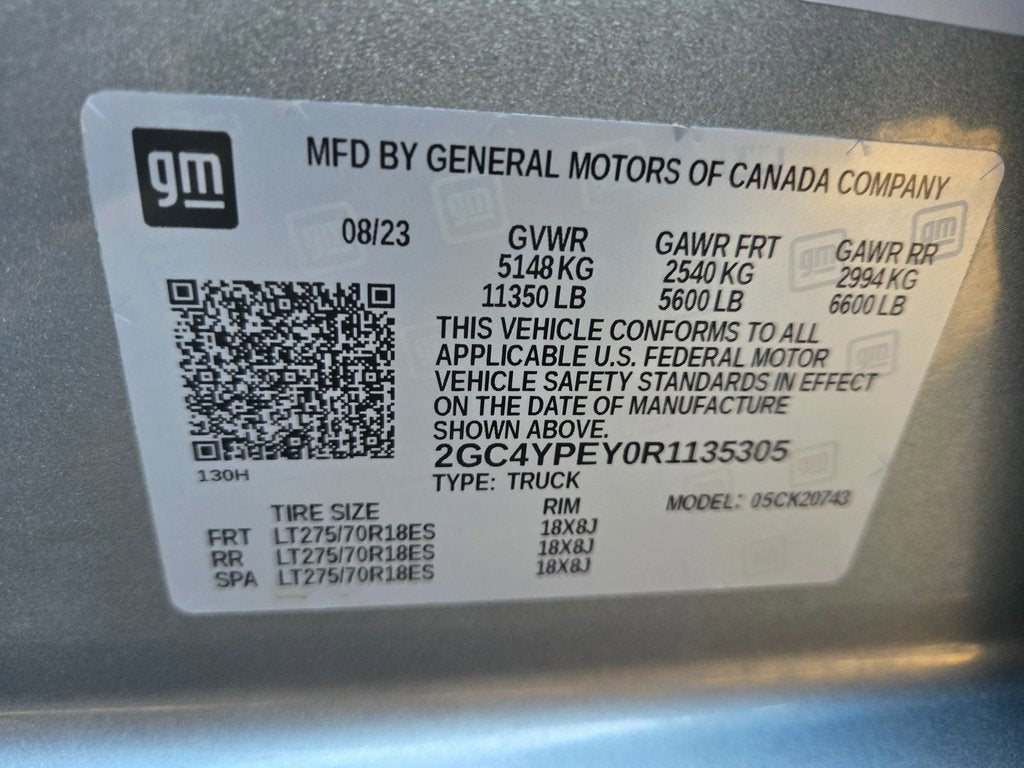 gm
MFD BY GENERAL MOTORS OF CANADA COMPANY
08/23 GVWR GAWR FRT GAWR RR
5148 KG 2540 KG 2994 KG
11350 LB 5600 LB 6600 LB
THIS VEHICLE CONFORMS TO ALL
APPLICABLE U.S. FEDERAL MOTOR
VEHICLE SAFETY STANDARDS IN EFFECT
ON THE DATE OF MANUFACTURE
SHOWN ABOVE.
2GC4YPEY0R1135305
130H
TYPE: TRUCK
MODEL: 05CK20743
TIRE SIZE RIM
FRT LT275/70R18ES 18X8J
RR LT275/70R18ES 18X8J
SPA LT275/70R18ES 18X8J